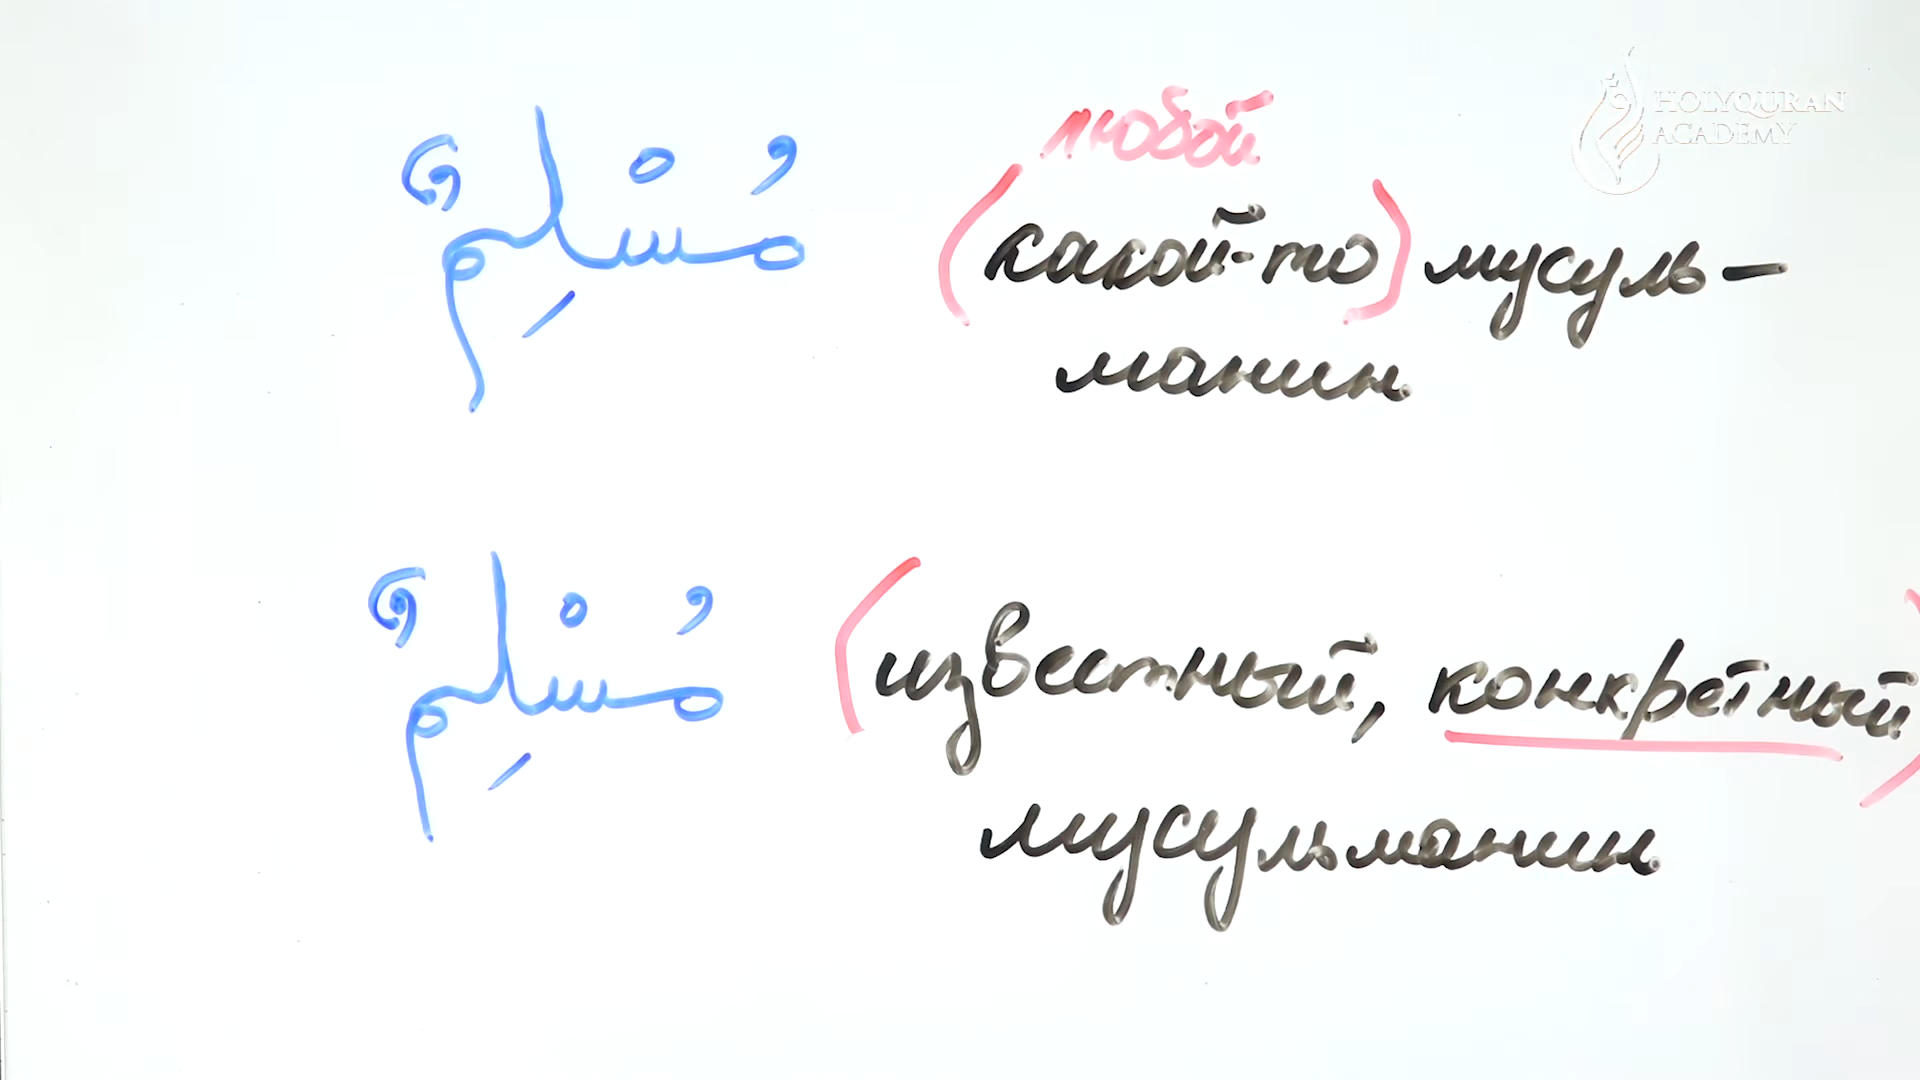 مُسْلِمٌ
любой
(какой-то) мусуль-
манин
مُسْلِمٌ
(известный, конкретный)
мусульманин
HOLYQURAN
ACADEMY